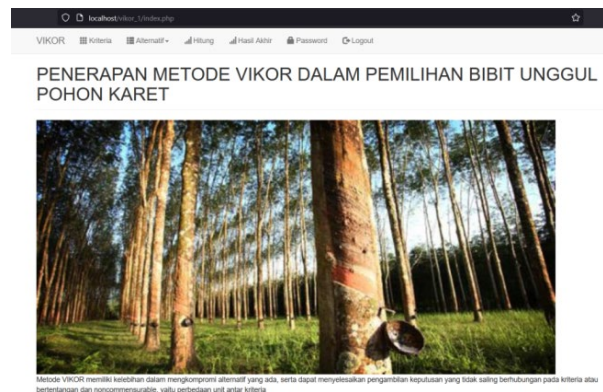 localhost/vikor_1/index.php
VIKOR Kriteria Alternatif Hitung Hasil Akhir Password Logout
PENERAPAN METODE VIKOR DALAM PEMILIHAN BIBIT UNGGUL
POHON KARET
Metode VIKOR memiliki kelebihan dalam mengkompromi alternatif yang ada, serta dapat menyelesaikan pengambilan keputusan yang tidak saling berhubungan pada kriteria atau
bertentangan dan noncommensurable, yaitu perbedaan unit antar kriteria